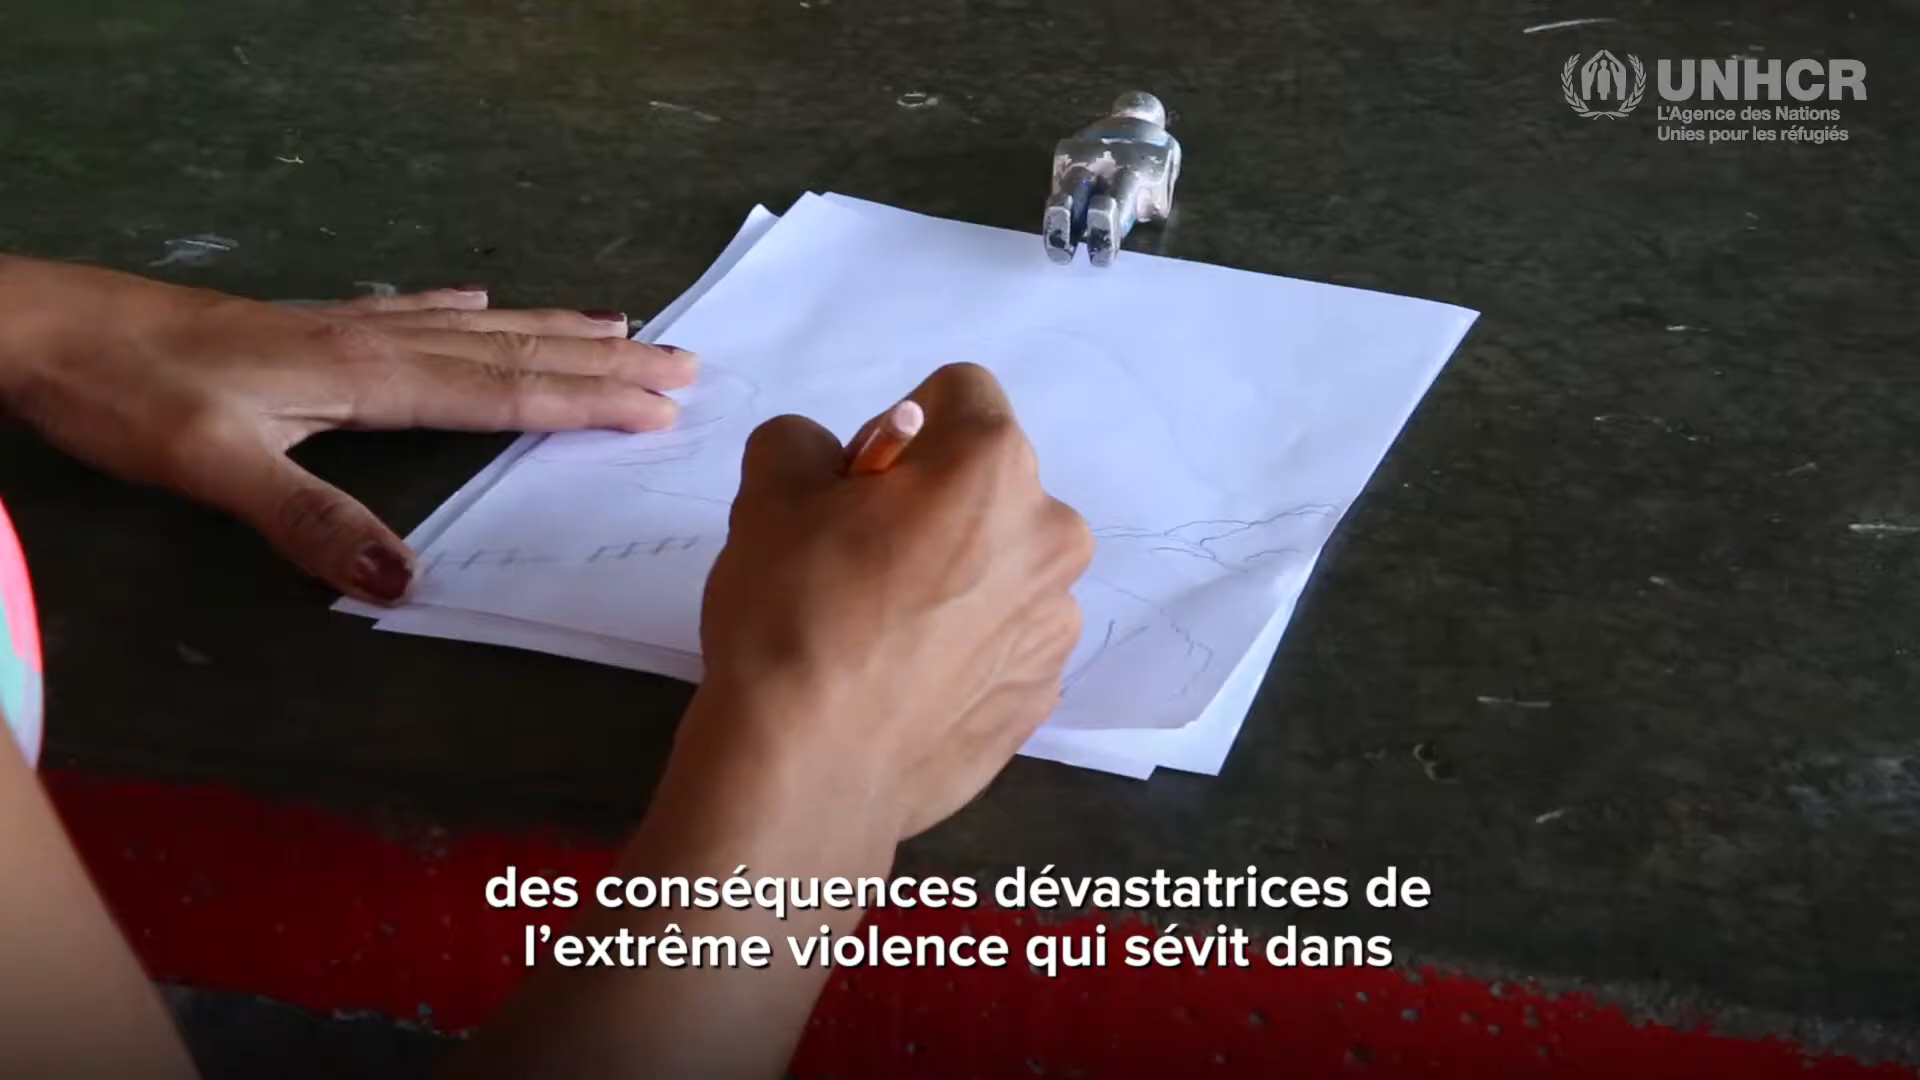 UNHCR
L'Agence des Nations
Unies pour les réfugiés
des conséquences dévastatrices de
l’extrême violence qui sévit dans